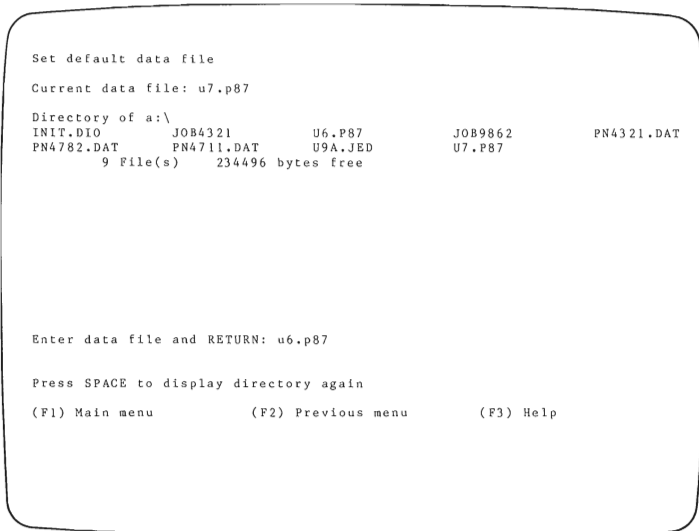 Set default data file
Current data file: u7.p87
Directory of a:\
INIT.DIO JOB4321 U6.P87 JOB9862 PN4321.DAT
PN4782.DAT PN4711.DAT U9A.JED U7.P87
9 File(s) 234496 bytes free
Enter data file and RETURN: u6.p87
Press SPACE to display directory again
(F1) Main menu (F2) Previous menu (F3) Help